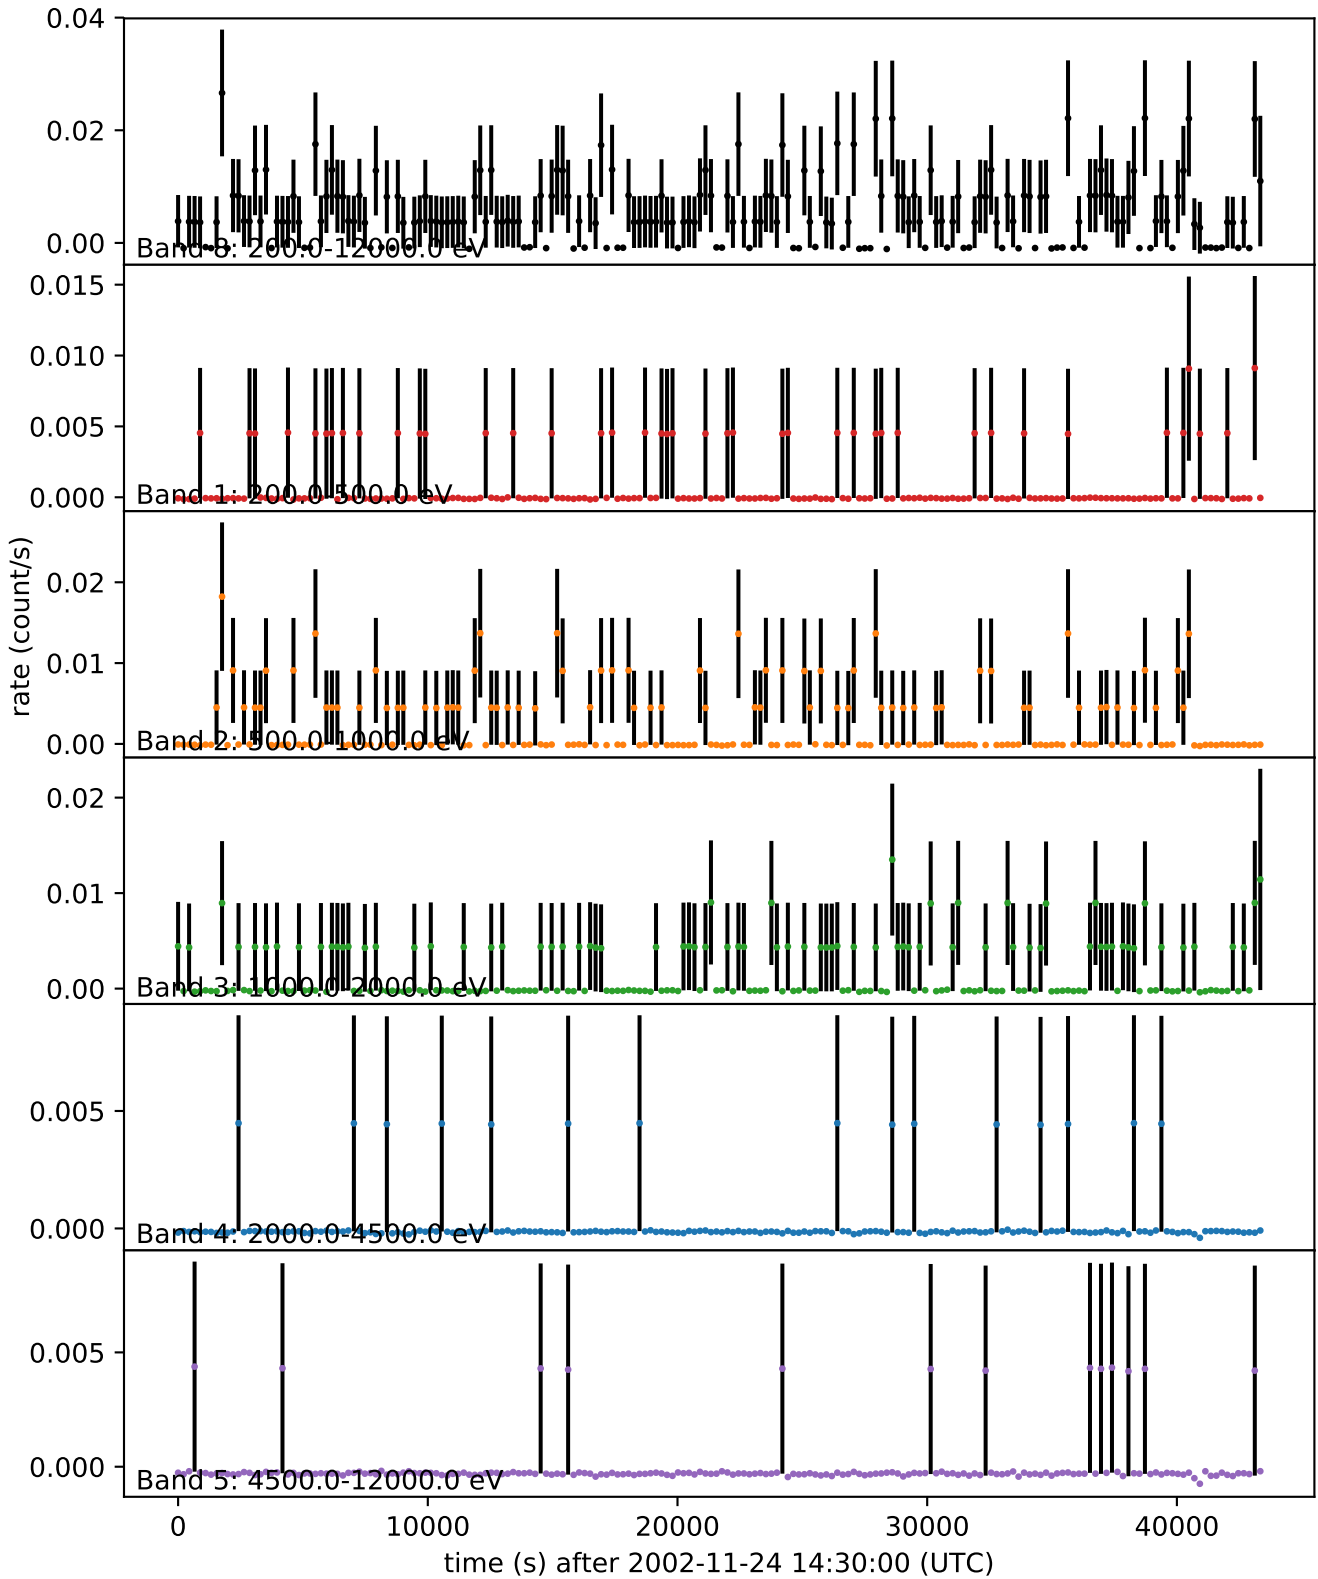 0.04
0.02
0.00
Band 8: 200.0-12000.0 eV
0.015
0.010
0.005
0.000
Band 1: 200.0-500.0 eV
rate (count/s)
0.02
0.01
0.00
Band 2: 500.0-1000.0 eV
0.02
0.01
0.00
Band 3: 1000.0-2000.0 eV
0.005
0.000
Band 4: 2000.0-4500.0 eV
0.005
0.000
Band 5: 4500.0-12000.0 eV
0 10000 20000 30000 40000
time (s) after 2002-11-24 14:30:00 (UTC)